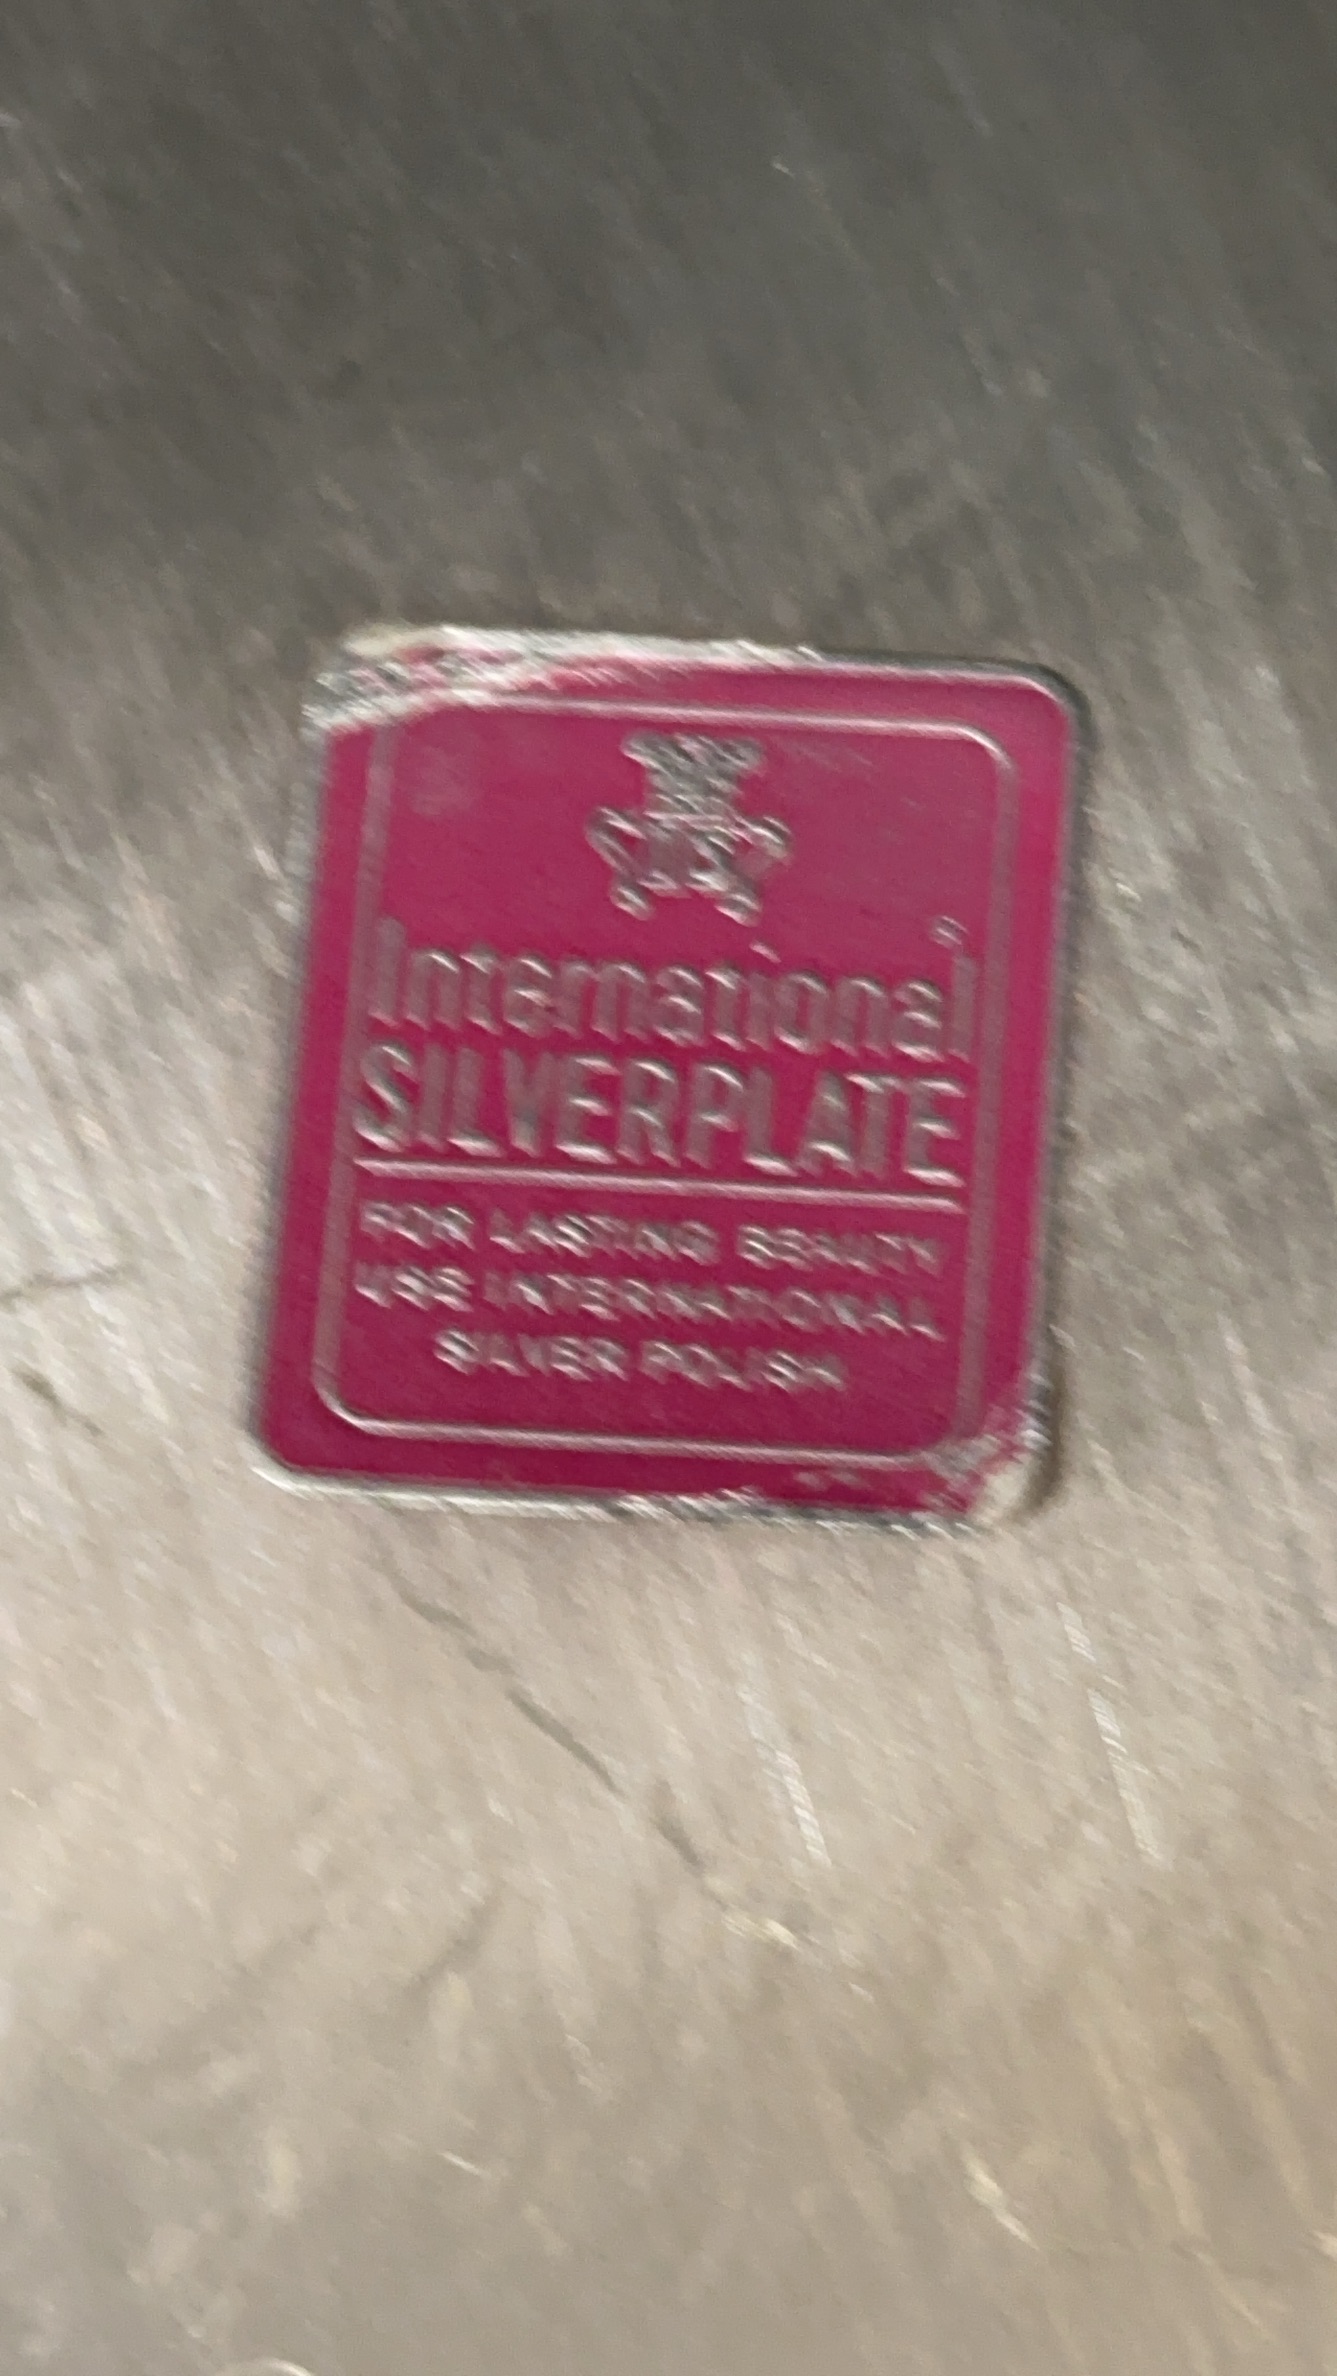 International®
SILVERPLATE
FOR LASTING BEAUTY
USE INTERNATIONAL
SILVER POLISH